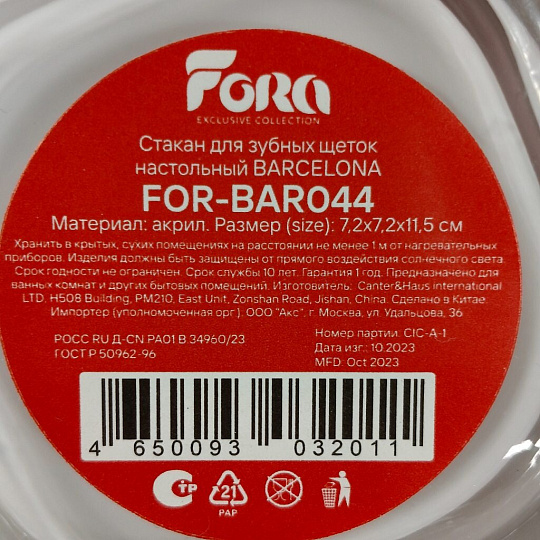 FORA
EXCLUSIVE COLLECTION
Стакан для зубных щеток
настольный BARCELONA
FOR-BAR044
Материал: акрил. Размер (size): 7,2x7,2x11,5 см
Хранить в крытых, сухих помещениях на расстоянии не менее 1 м от нагревательных
приборов. Изделия должны быть защищены от прямого воздействия солнечного света.
Срок годности не ограничен. Срок службы 10 лет. Гарантия 1 год. Предназначено для
ванных комнат и других бытовых помещений. Изготовитель: Canter&Haus international
LTD. H508 Building, PM210, East Unit, Zonshan Road, Jishan, China. Сделано в Китае.
Импортер (уполномоченная орг.): ООО "Акс", г. Москва, ул. Удальцова, 36
РОСС RU Д-CN.РА01.В.34960/23
ГОСТ Р 50962-96
Номер партии: CIC-A-1
Дата изг.: 10.2023
MFD: Oct 2023
4 650093 032011
СТР
21
PAP